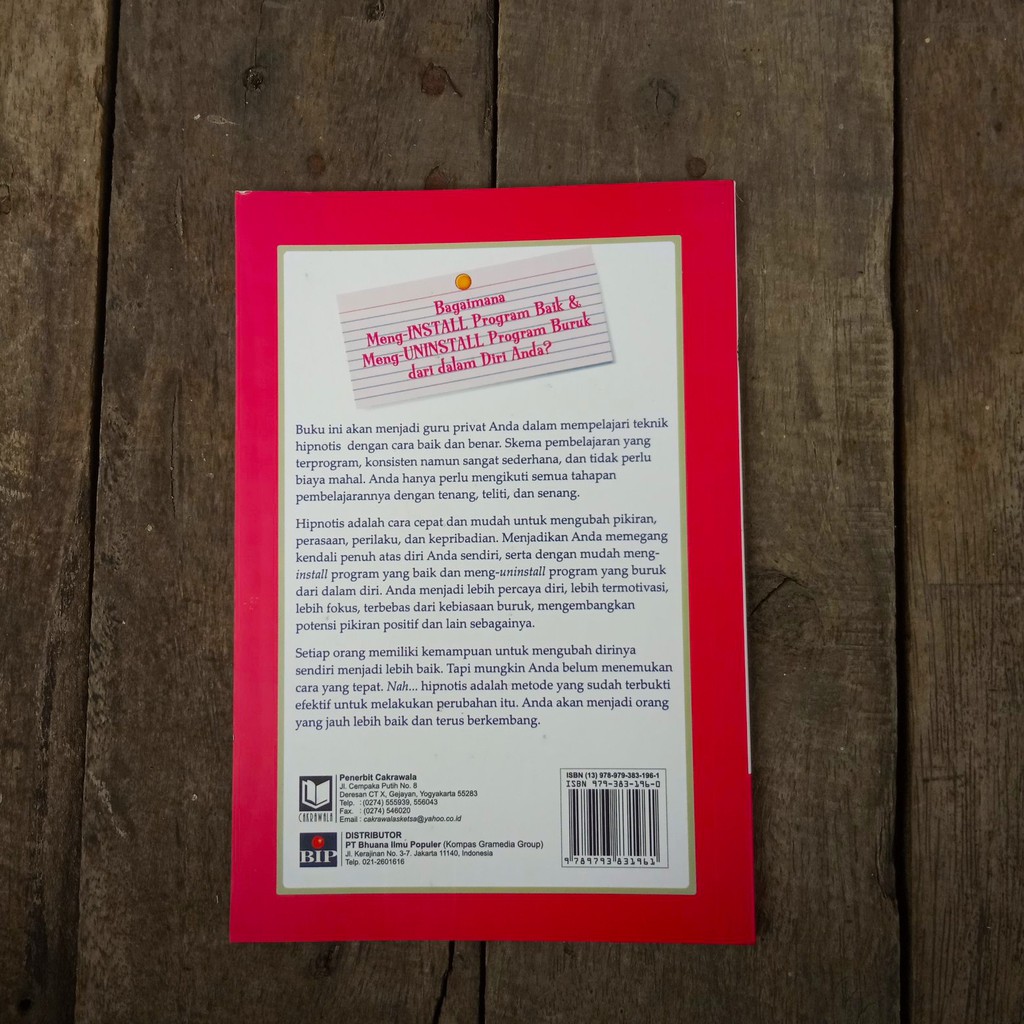 Bagaimana
Meng-INSTALL Program Baik &
Meng-UNINSTALL Program Buruk
dari dalam Diri Anda?
Buku ini akan menjadi guru privat Anda dalam mempelajari teknik
hipnotis dengan cara baik dan benar. Skema pembelajaran yang
terprogram, konsisten namun sangat sederhana, dan tidak perlu
biaya mahal. Anda hanya perlu mengikuti semua tahapan
pembelajarannya dengan tenang, teliti, dan senang.
Hipnotis adalah cara cepat dan mudah untuk mengubah pikiran,
perasaan, perilaku, dan kepribadian. Menjadikan Anda memegang
kendali penuh atas diri Anda sendiri, serta dengan mudah meng-
install program yang baik dan meng-uninstall program yang buruk
dari dalam diri. Anda menjadi lebih percaya diri, lebih termotivasi,
lebih fokus, terbebas dari kebiasaan buruk, mengembangkan
potensi pikiran positif dan lain sebagainya.
Setiap orang memiliki kemampuan untuk mengubah dirinya
sendiri menjadi lebih baik. Tapi mungkin Anda belum menemukan
cara yang tepat. Nah... hipnotis adalah metode yang sudah terbukti
efektif untuk melakukan perubahan itu. Anda akan menjadi orang
yang jauh lebih baik dan terus berkembang.
CAKRAWALA
Penerbit Cakrawala
Jl. Cempaka Putih No. 8
Deresan CT X, Gejayan, Yogyakarta 55283
Telp. : (0274) 555939, 556043
Fax. : (0274) 546020
Email : cakrawalasketsa@yahoo.co.id
BIP
DISTRIBUTOR
PT Bhuana Ilmu Populer (Kompas Gramedia Group)
Jl. Kerajinan No. 3-7. Jakarta 11140, Indonesia
Telp. 021-2601616
ISBN (13) 978-979-383-196-1
ISBN 979-383-196-0
9 789793 831961